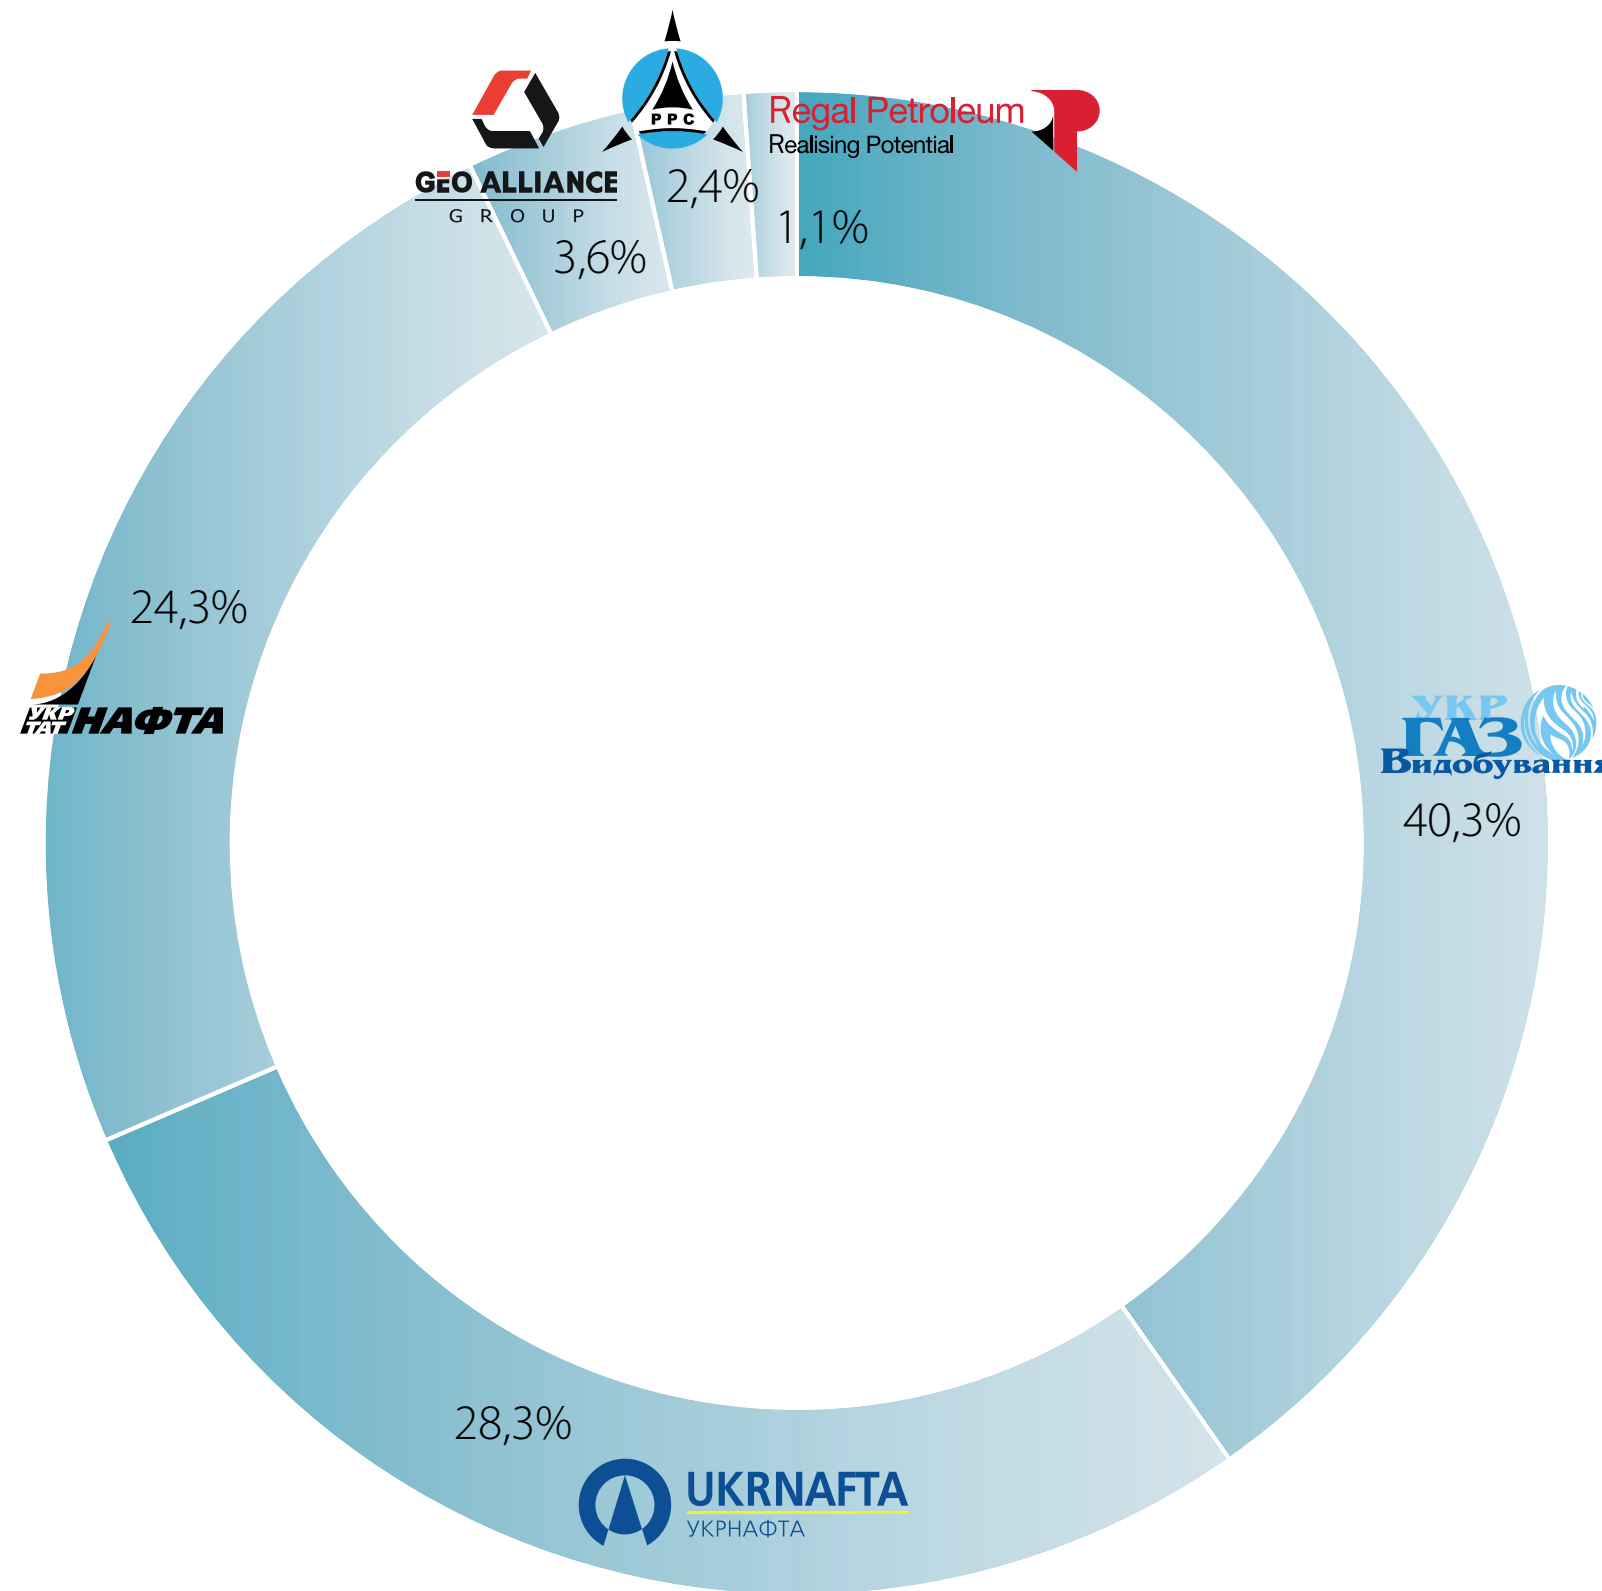 PPC
Regal Petroleum
Realising Potential
GEO ALLIANCE
GROUP
2,4%
1,1%
3,6%
24,3%
УКР
ТАТ НАФТА
УКР
ГАЗ
Видобування
40,3%
28,3%
UKRNAFTA
УКРНАФТА